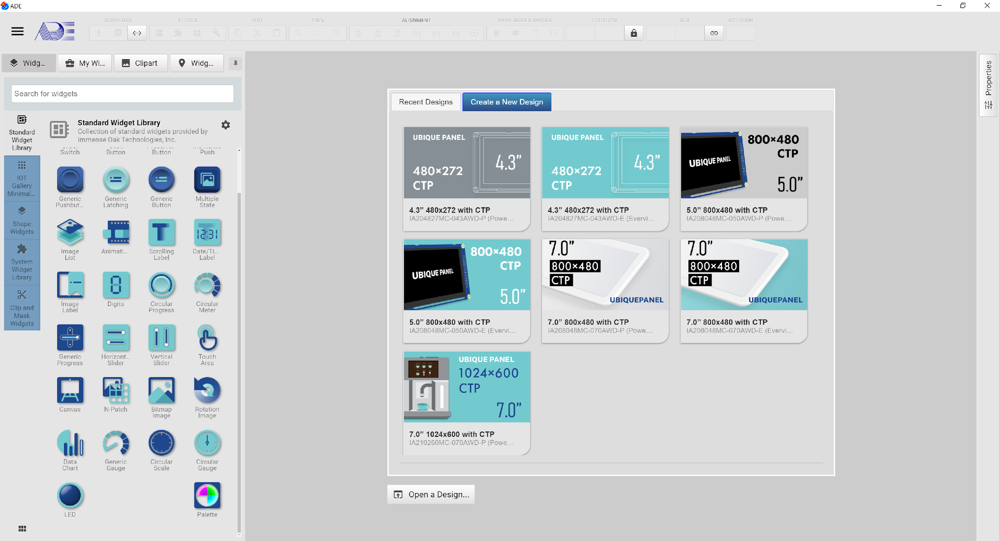 ADE
DOWNLOAD
XTOOLS
EDIT
100%
ALIGNMENT
SAME SIZES & SPACES
LOCATION
SIZE
ROTATION
ADE
Widg...
My Wi...
Clipart
Widg...
Properties
Search for widgets
Recent Designs
Create a New Design
Standard
Widget
Library
Standard Widget Library
Collection of standard widgets provided by
Immense Oak Technologies, Inc.
IOT
Gallery
Minimal...
Shape
Widgets
System
Widget
Library
Clip and
Mask
Widgets
Switch
Button
Button
Push
Generic
Pushbut...
Generic
Latching
Generic
Button
Multiple
State
Image
List
Animati...
Scrolling
Label
12:31
Date/Ti...
Label
Image
Label
Digits
Circular
Progress
Circular
Meter
Generic
Progress
Horizont...
Slider
Vertical
Slider
Touch
Area
Canvas
N-Patch
Bitmap
Image
Rotation
Image
Data
Chart
Generic
Gauge
Circular
Scale
Circular
Gauge
LED
Palette
UBIQUE PANEL
4.3”
480×272
CTP
4.3” 480x272 with CTP
IA204827MC-043AWD-P (Powe...
UBIQUE PANEL
4.3”
480×272
CTP
4.3” 480x272 with CTP
IA204827MC-043AWD-E (Evervi...
UBIQUE PANEL
800×480
CTP
5.0”
5.0” 800x480 with CTP
IA208048MC-050AWD-P (Powe...
UBIQUE PANEL
800×480
CTP
5.0”
5.0” 800x480 with CTP
IA208048MC-050AWD-E (Evervi...
7.0”
800×480
CTP
UBIQUEPANEL
7.0” 800x480 with CTP
IA208048MC-070AWD-P (Powe...
7.0”
800×480
CTP
UBIQUEPANEL
7.0” 800x480 with CTP
IA208048MC-070AWD-E (Evervi...
UBIQUE PANEL
1024×600
CTP
7.0”
7.0” 1024x600 with CTP
IA210260MC-070AWD-P (Powe...
Open a Design...